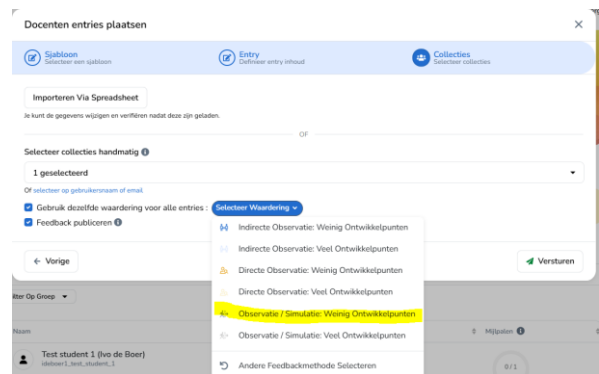 Docenten entries plaatsen
Sjabloon
Selecteer een sjabloon
Entry
Definieer entry inhoud
Collecties
Selecteer collecties
Importeren Via Spreadsheet
Je kunt de gegevens wijzigen en verifiëren nadat deze zijn geladen.
OF
Selecteer collecties handmatig
1 geselecteerd
Of selecteer op gebruikersnaam of email
Gebruik dezelfde waardering voor alle entries : Selecteer Waardering
Feedback publiceren
Indirecte Observatie: Weinig Ontwikkelpunten
Indirecte Observatie: Veel Ontwikkelpunten
Directe Observatie: Weinig Ontwikkelpunten
Directe Observatie: Veel Ontwikkelpunten
Observatie / Simulatie: Weinig Ontwikkelpunten
Observatie / Simulatie: Veel Ontwikkelpunten
Andere Feedbackmethode Selecteren
Vorige
Versturen
Op Groep
Naam
Mijlpalen
Test student 1 (Ivo de Boer)
ideboer1_test_student_1
0/1